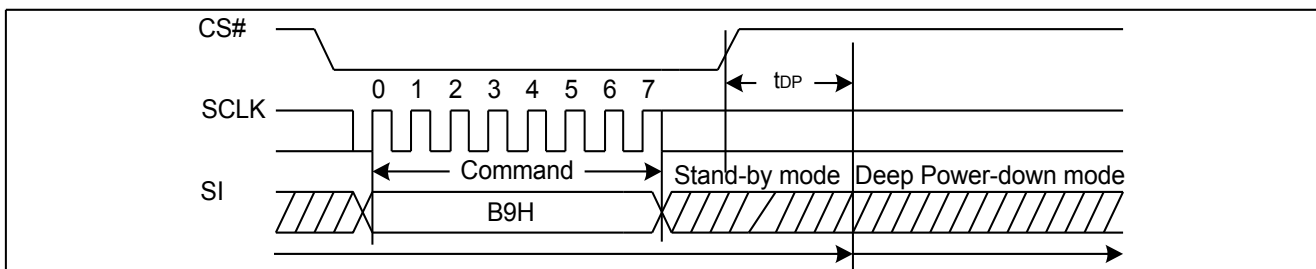 CS#
0 1 2 3 4 5 6 7
tDP
SCLK
Command
Stand-by mode Deep Power-down mode
SI
B9H